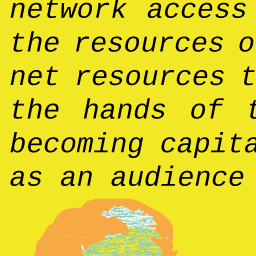 network access
the resources o
net resources t
the hands of t
becoming capita
as an audience